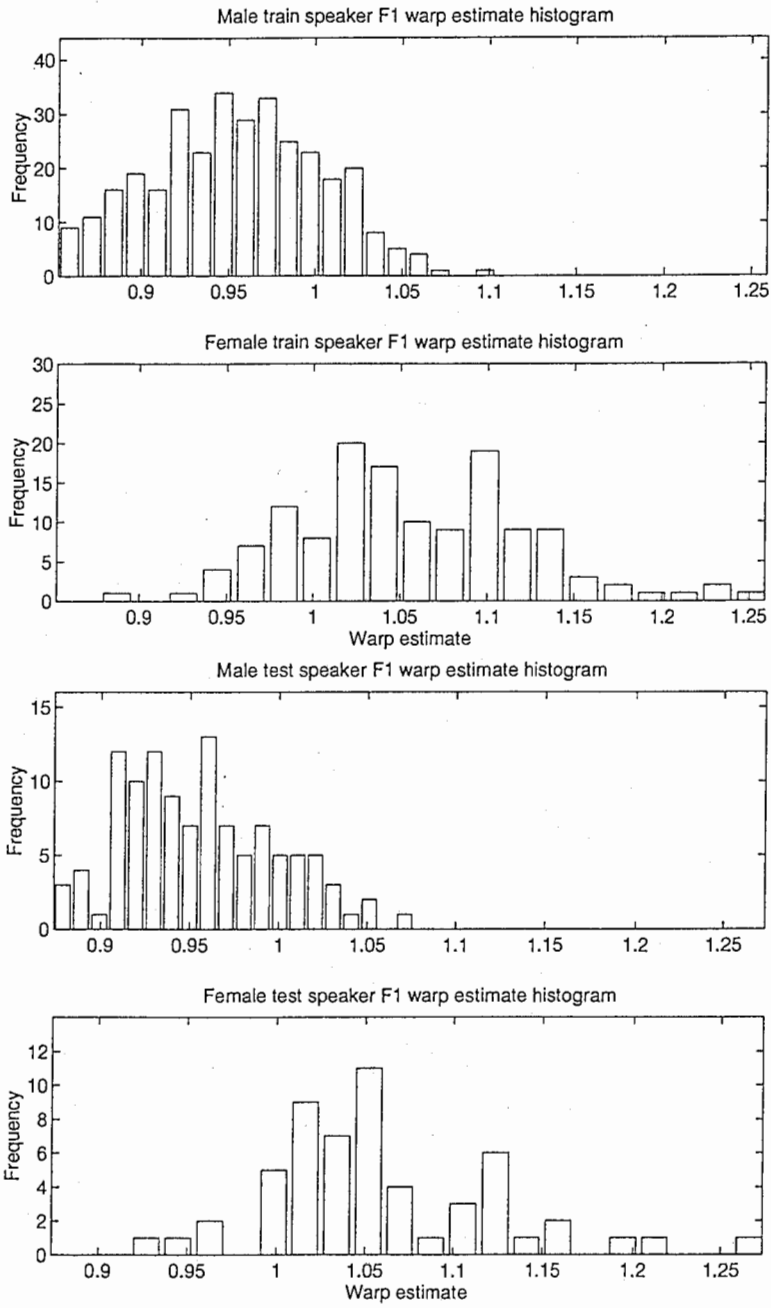 Male train speaker F1 warp estimate histogram
40
30
20
10
0
Frequency
0.9 0.95 1 1.05 1.1 1.15 1.2 1.25
Female train speaker F1 warp estimate histogram
30
25
20
15
10
5
0
Frequency
0.9 0.95 1 1.05 1.1 1.15 1.2 1.25
Warp estimate
Male test speaker F1 warp estimate histogram
15
10
5
0
Frequency
0.9 0.95 1 1.05 1.1 1.15 1.2 1.25
Female test speaker F1 warp estimate histogram
12
10
8
6
4
2
0
Frequency
0.9 0.95 1 1.05 1.1 1.15 1.2 1.25
Warp estimate